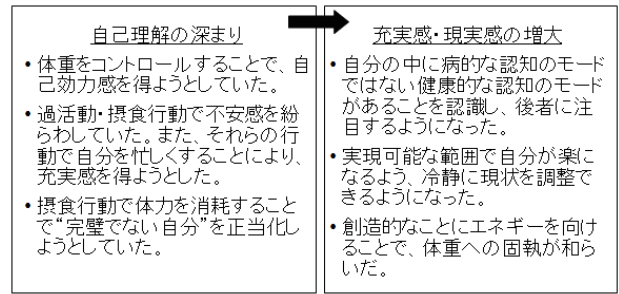 自己理解の深まり
• 体重をコントロールすることで、自
己効力感を得ようとしていた。
• 過活動・摂食行動で不安感を紛
らわしていた。また、それらの行
動で自分を忙しくすることにより、
充実感を得ようとした。
• 摂食行動で体力を消耗すること
で“完璧でない自分”を正当化し
ようとしていた。
充実感・現実感の増大
• 自分の中に病的な認知のモード
ではない健康的な認知のモード
があることを認識し、後者に注
目するようになった。
• 実現可能な範囲で自分が楽に
なるよう、冷静に現状を調整で
きるようになった。
• 創造的なことにエネギーを向け
ることで、体重への固執が和ら
いだ。